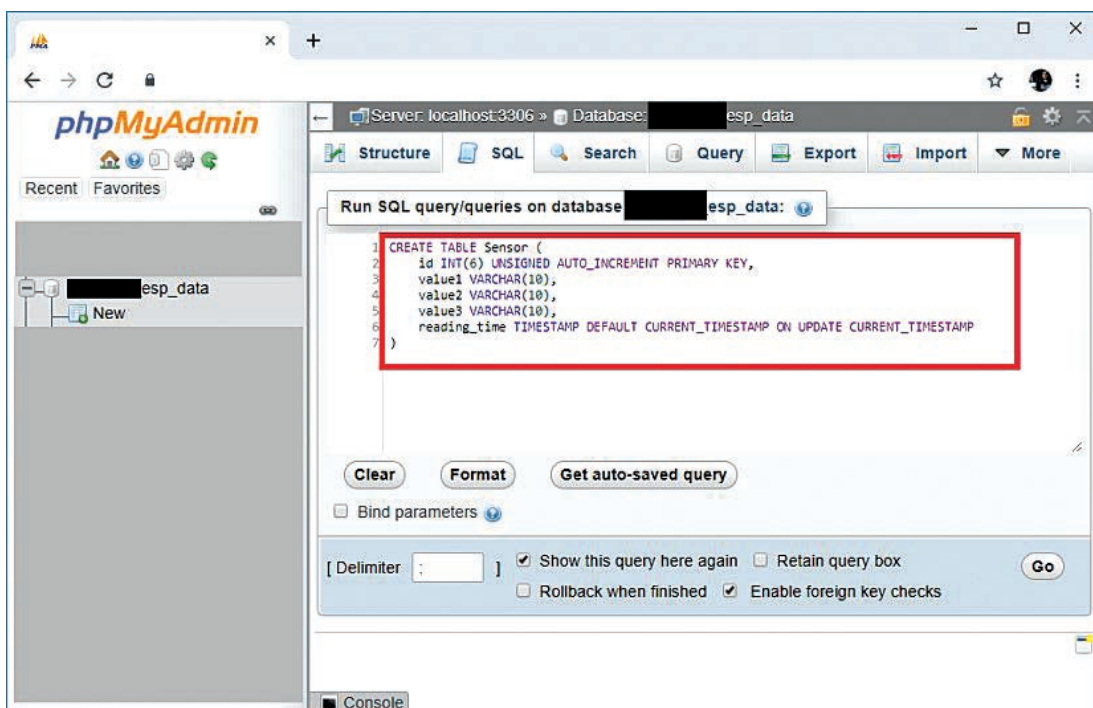 PMA
phpMyAdmin
Recent Favorites
esp_data
New
Server: localhost:3306 » Database: esp_data
Structure SQL Search Query Export Import More
Run SQL query/queries on database esp_data:
1 CREATE TABLE Sensor (
2 id INT(6) UNSIGNED AUTO_INCREMENT PRIMARY KEY,
3 value1 VARCHAR(10),
4 value2 VARCHAR(10),
5 value3 VARCHAR(10),
6 reading_time TIMESTAMP DEFAULT CURRENT_TIMESTAMP ON UPDATE CURRENT_TIMESTAMP
7 )
Clear Format Get auto-saved query
Bind parameters
[ Delimiter ; ] Show this query here again Retain query box Go
Rollback when finished Enable foreign key checks
Console